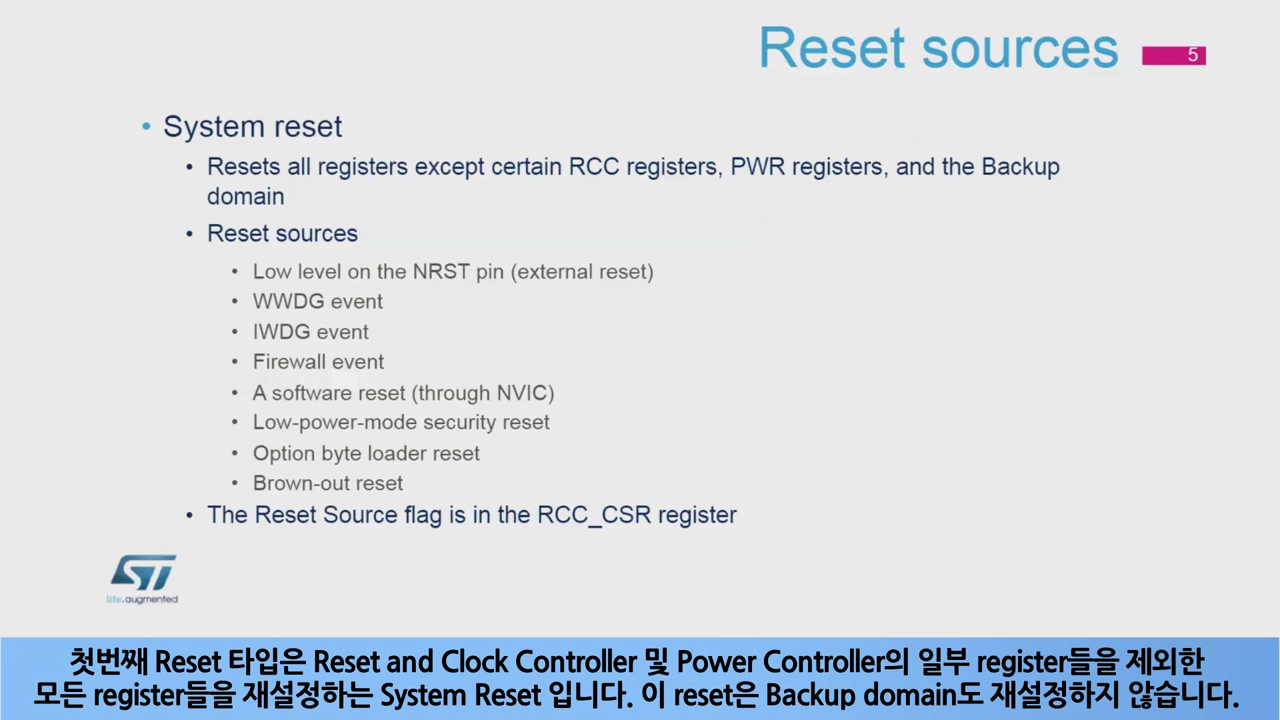 Reset sources
5
• System reset
• Resets all registers except certain RCC registers, PWR registers, and the Backup
domain
• Reset sources
• Low level on the NRST pin (external reset)
• WWDG event
• IWDG event
• Firewall event
• A software reset (through NVIC)
• Low-power-mode security reset
• Option byte loader reset
• Brown-out reset
• The Reset Source flag is in the RCC_CSR register
ST
life.augmented
첫번째 Reset 타입은 Reset and Clock Controller 및 Power Controller의 일부 register들을 제외한
모든 register들을 재설정하는 System Reset 입니다. 이 reset은 Backup domain도 재설정하지 않습니다.